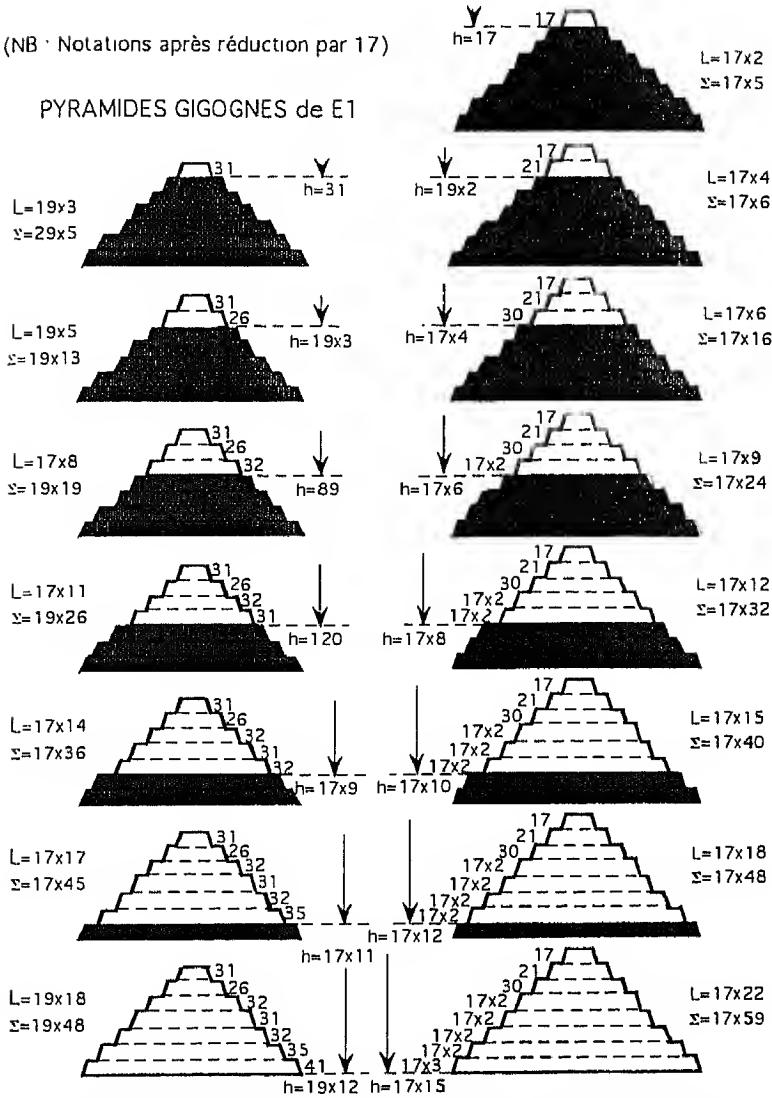 (NB · Notations après réduction par 17)
PYRAMIDES GIGOGNES de E1
17
h=17
L=17x2
Σ=17x5
31
h=31
L=19x3
Σ=29x5
17
21
h=19x2
L=17x4
Σ=17x6
31
26
h=19x3
L=19x5
Σ=19x13
17
21
30
h=17x4
L=17x6
Σ=17x16
31
26
32
h=89
L=17x8
Σ=19x19
17
21
30
17x2
h=17x6
L=17x9
Σ=17x24
31
26
32
31
h=120
L=17x11
Σ=19x26
17
21
30
17x2
17x2
h=17x8
L=17x12
Σ=17x32
31
26
32
31
32
h=17x9
L=17x14
Σ=17x36
17
21
30
17x2
17x2
17x2
h=17x10
L=17x15
Σ=17x40
31
26
32
31
32
35
h=17x11
L=17x17
Σ=17x45
17
21
30
17x2
17x2
17x2
17x2
h=17x12
L=17x18
Σ=17x48
31
26
32
31
32
35
41
h=19x12
L=19x18
Σ=19x48
17
21
30
17x2
17x2
17x2
17x2
17x3
h=17x15
L=17x22
Σ=17x59